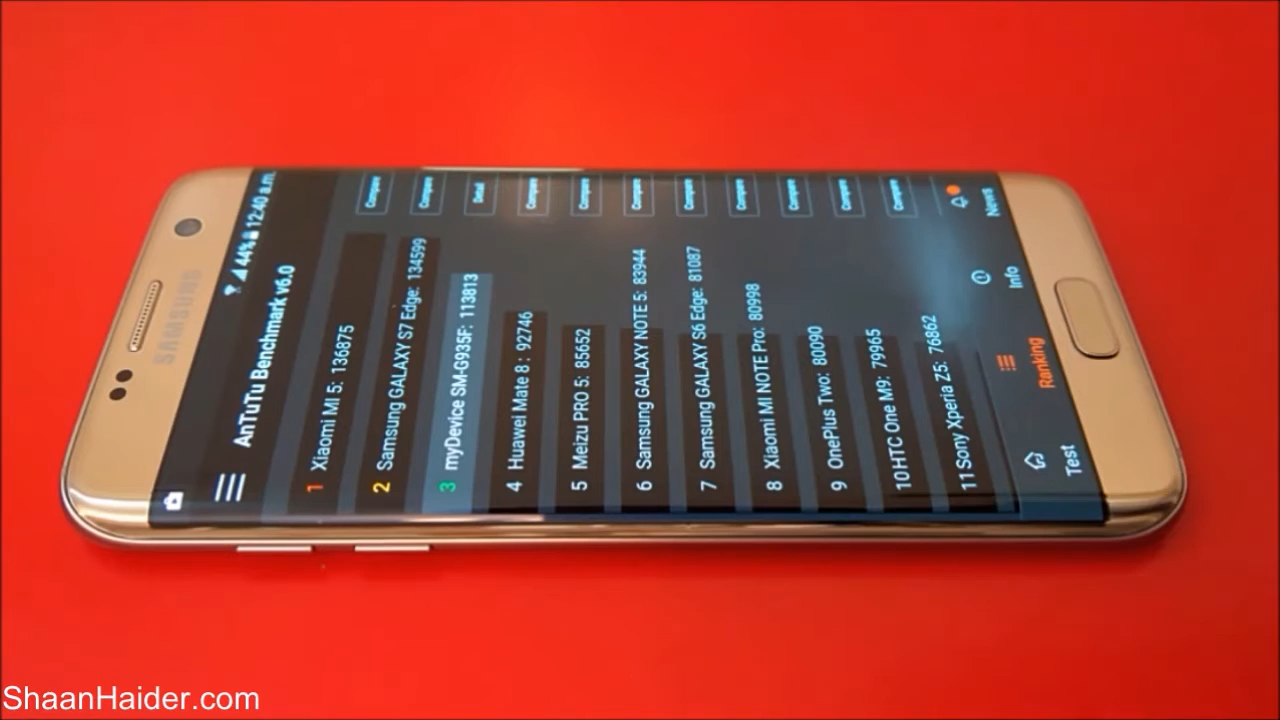 SAMSUNG
44% 12:40 a.m.
AnTuTu Benchmark v6.0
1 Xiaomi MI 5: 136875 Compare
2 Samsung GALAXY S7 Edge: 134599 Compare
3 myDevice SM-G935F: 113813 Detail
4 Huawei Mate 8 : 92746 Compare
5 Meizu PRO 5: 85652 Compare
6 Samsung GALAXY NOTE 5: 83944 Compare
7 Samsung GALAXY S6 Edge: 81087 Compare
8 Xiaomi MI NOTE Pro: 80998 Compare
9 OnePlus Two: 80090 Compare
10 HTC One M9: 79965 Compare
11 Sony Xperia Z5: 76862
Test Ranking Info News
ShaanHaider.com